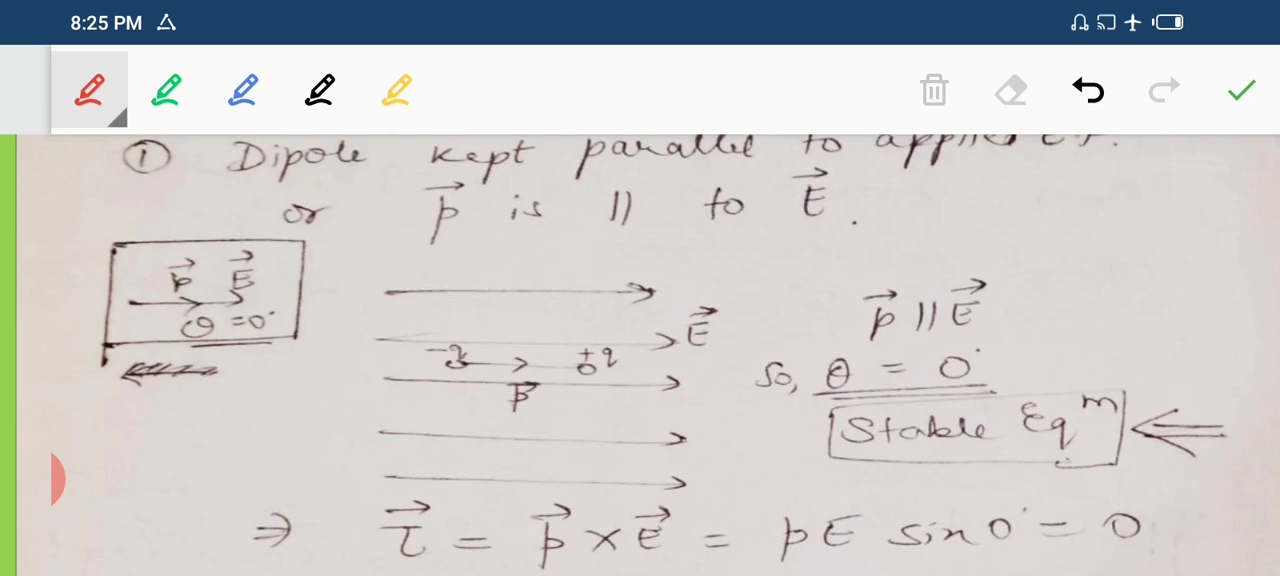 8:25 PM
① Dipole kept parallel to applied E.F.
or p⃗ is || to E⃗.
p⃗ E⃗
θ = 0°
E⃗
-q +q
p⃗
p⃗ || E⃗
So, θ = 0°
Stable Eqᵐ
⇒ τ⃗ = p⃗ × E⃗ = pE sin 0° = 0